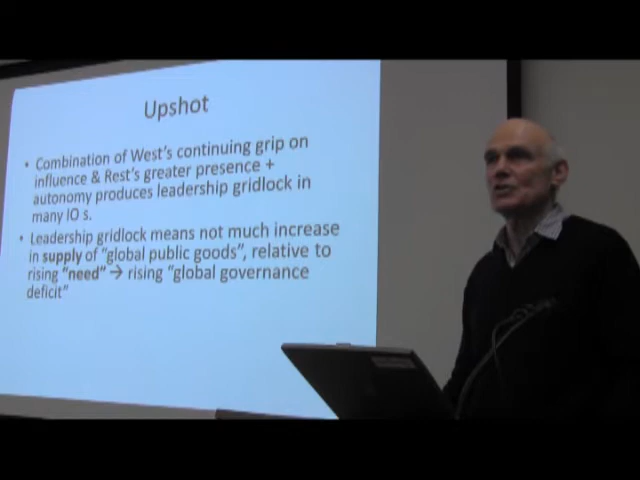 Upshot
• Combination of West's continuing grip on
influence & Rest's greater presence +
autonomy produces leadership gridlock in
many IO s.
• Leadership gridlock means not much increase
in supply of "global public goods", relative to
rising "need" → rising "global governance
deficit"